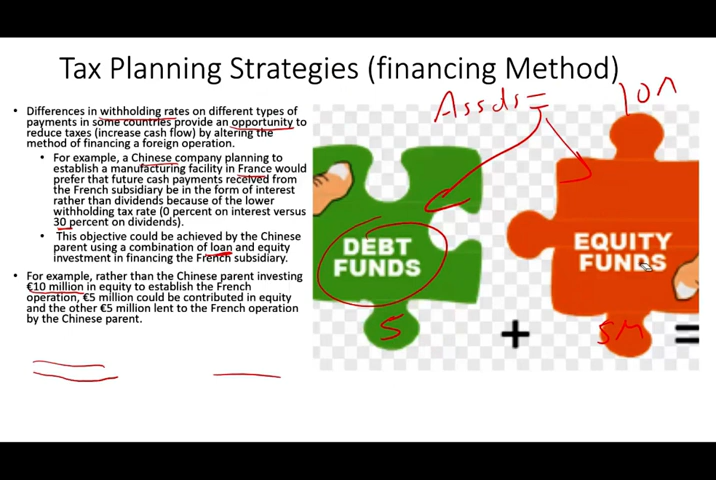 Tax Planning Strategies (financing Method)
• Differences in withholding rates on different types of
payments in some countries provide an opportunity to
reduce taxes (increase cash flow) by altering the
method of financing a foreign operation.
• For example, a Chinese company planning to
establish a manufacturing facility in France would
prefer that future cash payments received from
the French subsidiary be in the form of interest
rather than dividends because of the lower
withholding tax rate (0 percent on interest versus
30 percent on dividends).
• This objective could be achieved by the Chinese
parent using a combination of loan and equity
investment in financing the French subsidiary.
• For example, rather than the Chinese parent investing
€10 million in equity to establish the French
operation, €5 million could be contributed in equity
and the other €5 million lent to the French operation
by the Chinese parent.
Assets =
DEBT
FUNDS
5
+
EQUITY
FUNDS
5M
=